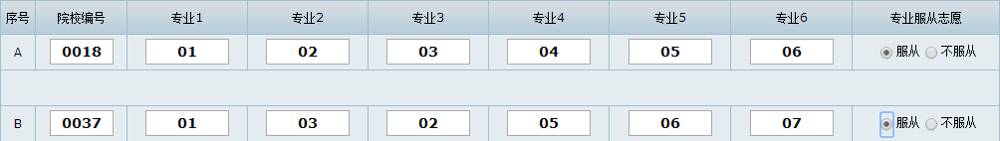 序号 院校编号 专业1 专业2 专业3 专业4 专业5 专业6 专业服从志愿
A 0018 01 02 03 04 05 06 服从 不服从
B 0037 01 03 02 05 06 07 服从 不服从